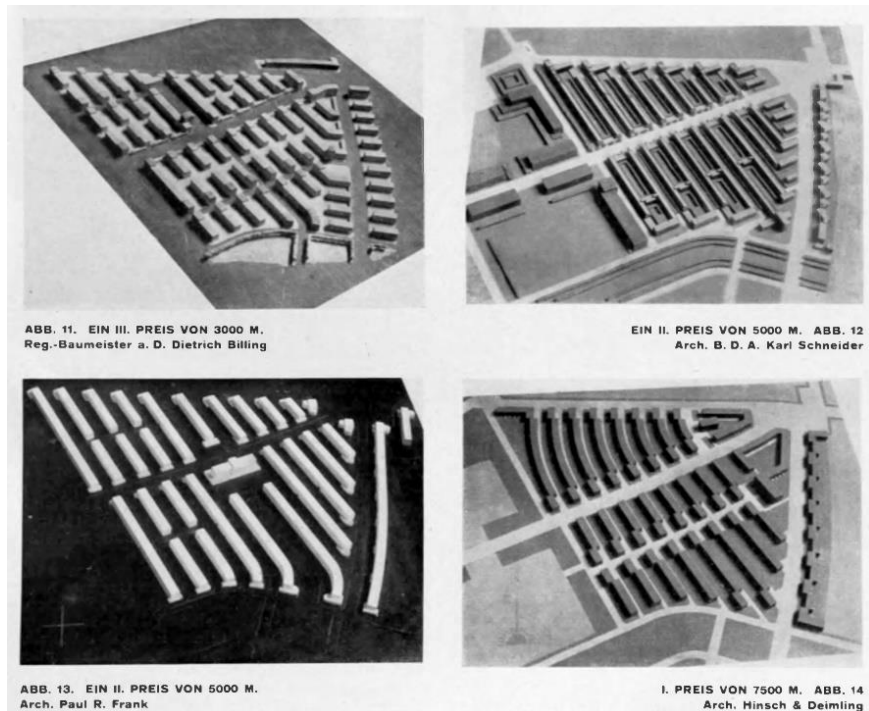 ABB. 11. EIN III. PREIS VON 3000 M.
Reg.-Baumeister a. D. Dietrich Billing
EIN II. PREIS VON 5000 M. ABB. 12
Arch. B. D. A. Karl Schneider
ABB. 13. EIN II. PREIS VON 5000 M.
Arch. Paul R. Frank
I. PREIS VON 7500 M. ABB. 14
Arch. Hinsch & Deimling